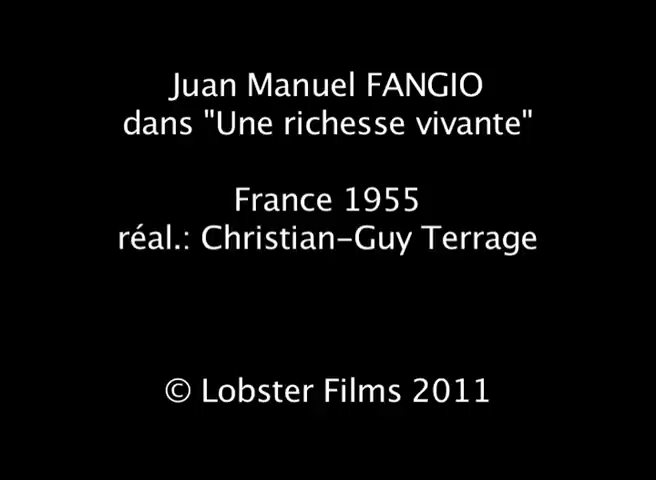 Juan Manuel FANGIO
dans "Une richesse vivante"
France 1955
réal.: Christian-Guy Terrage
© Lobster Films 2011